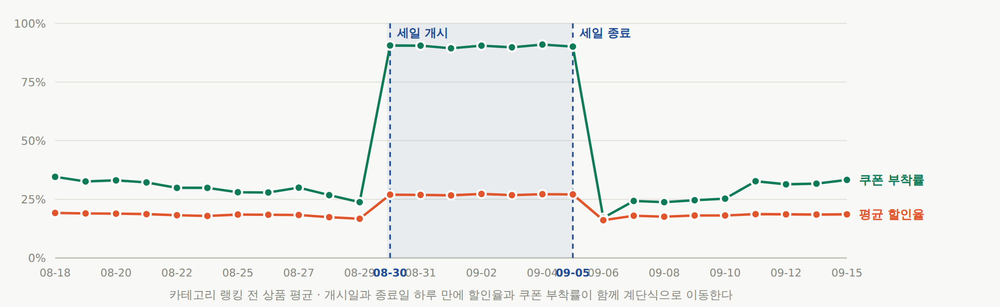 100%
세일 개시
세일 종료
75%
50%
쿠폰 부착률
25%
평균 할인율
0%
08-18 08-20 08-22 08-25 08-27 08-29 08-30 08-31 09-02 09-04 09-05 09-06 09-08 09-10 09-12 09-15
카테고리 랭킹 전 상품 평균 · 개시일과 종료일 하루 만에 할인율과 쿠폰 부착률이 함께 계단식으로 이동한다